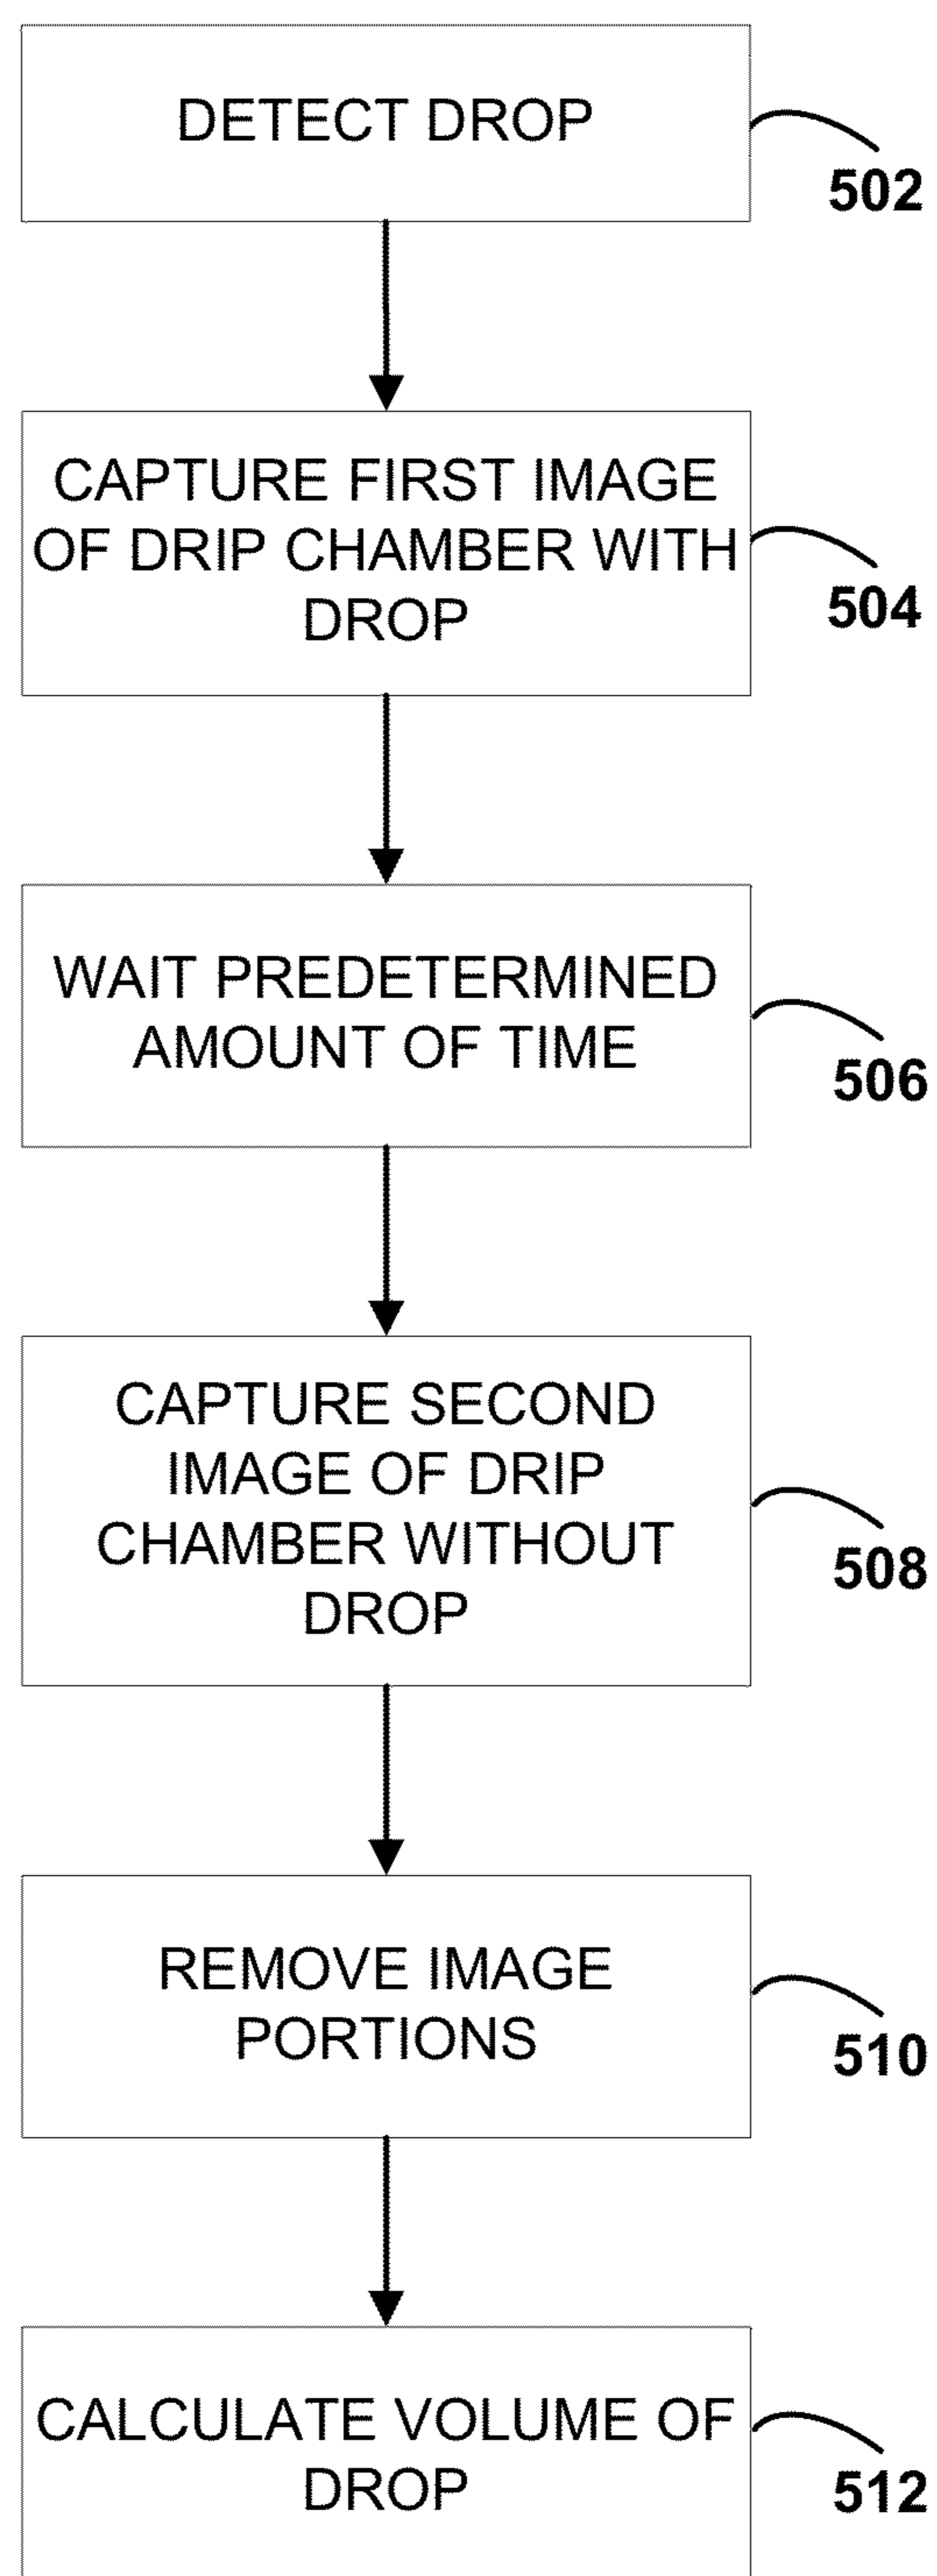 DETECT DROP
502
CAPTURE FIRST IMAGE
OF DRIP CHAMBER WITH
DROP
504
WAIT PREDETERMINED
AMOUNT OF TIME
506
CAPTURE SECOND
IMAGE OF DRIP
CHAMBER WITHOUT
DROP
508
REMOVE IMAGE
PORTIONS
510
CALCULATE VOLUME OF
DROP
512